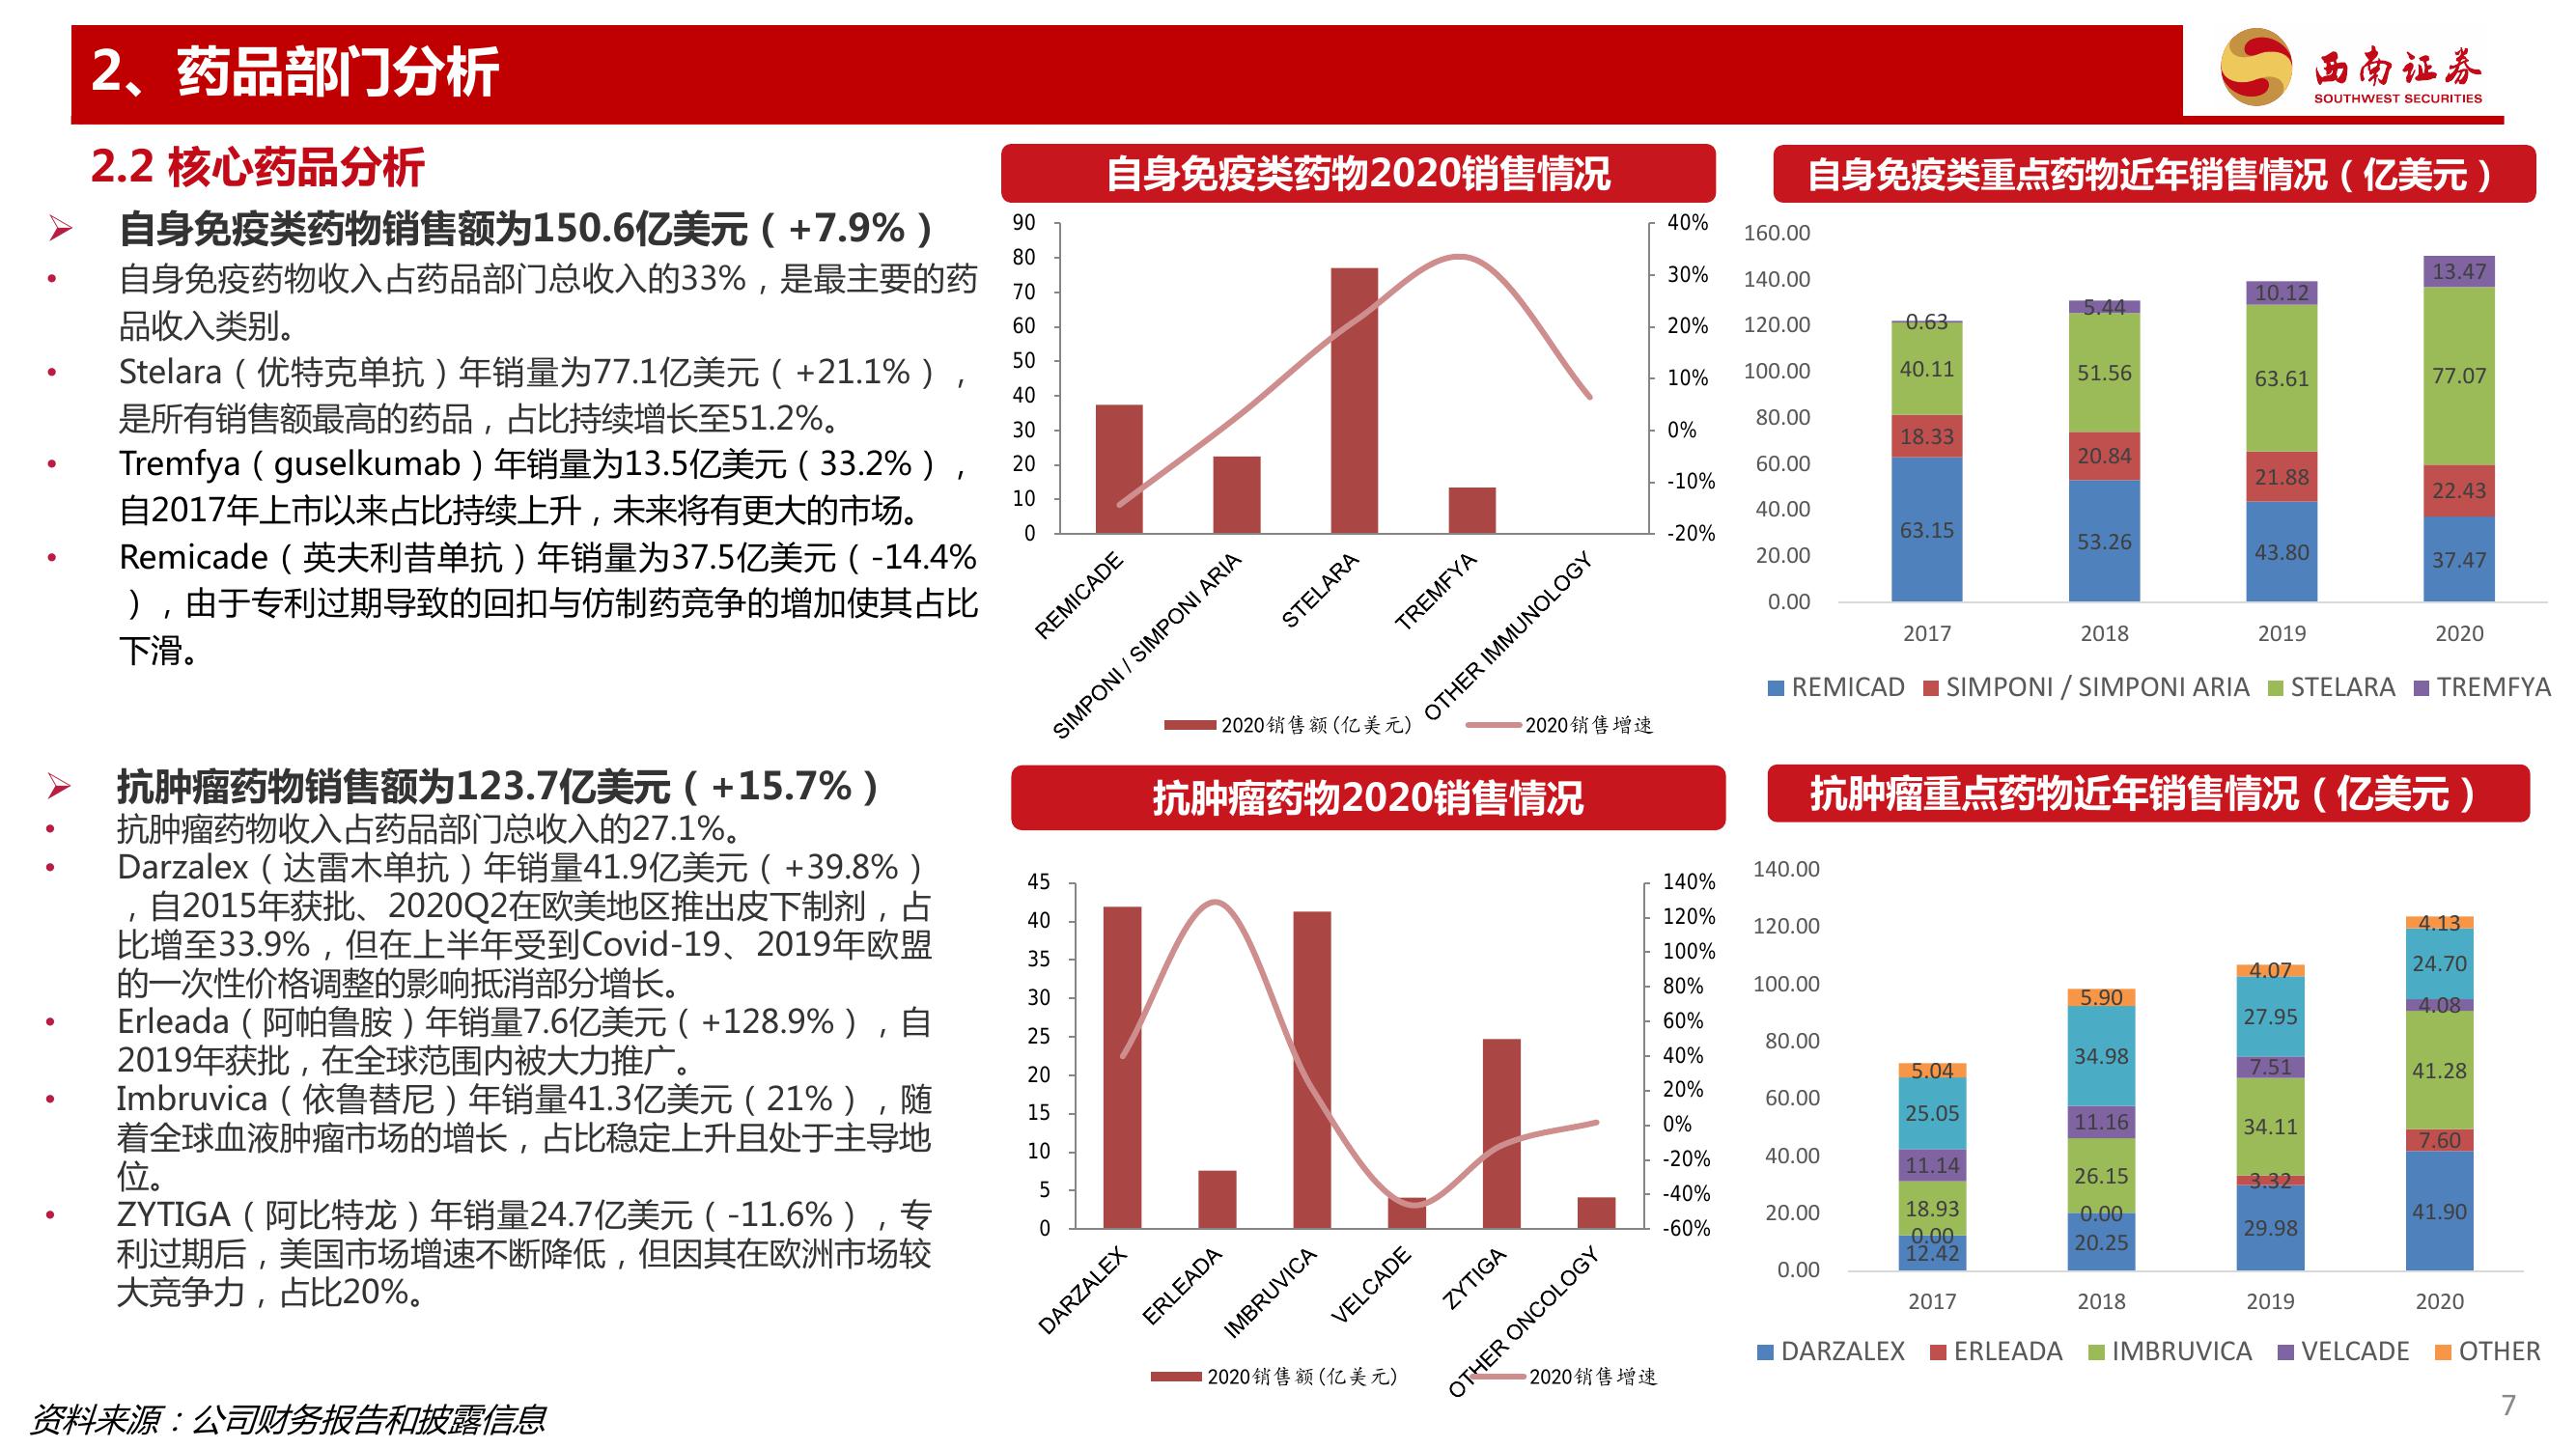 2、药品部门分析
西南证券
SOUTHWEST SECURITIES
2.2 核心药品分析
自身免疫类药物销售额为150.6亿美元（+7.9%）
• 自身免疫药物收入占药品部门总收入的33%，是最主要的药
品收入类别。
• Stelara（优特克单抗）年销量为77.1亿美元（+21.1%），
是所有销售额最高的药品，占比持续增长至51.2%。
• Tremfya（guselkumab）年销量为13.5亿美元（33.2%），
自2017年上市以来占比持续上升，未来将有更大的市场。
• Remicade（英夫利昔单抗）年销量为37.5亿美元（-14.4%
），由于专利过期导致的回扣与仿制药竞争的增加使其占比
下滑。
自身免疫类药物2020销售情况
90
80
70
60
50
40
30
20
10
0
40%
30%
20%
10%
0%
-10%
-20%
REMICADE
SIMPONI / SIMPONI ARIA
STELARA
TREMFYA
OTHER IMMUNOLOGY
2020销售额(亿美元)
2020销售增速
自身免疫类重点药物近年销售情况（亿美元）
160.00
140.00
120.00
100.00
80.00
60.00
40.00
20.00
0.00
0.63
40.11
18.33
63.15
5.44
51.56
20.84
53.26
10.12
63.61
21.88
43.80
13.47
77.07
22.43
37.47
2017 2018 2019 2020
REMICAD SIMPONI / SIMPONI ARIA STELARA TREMFYA
抗肿瘤药物销售额为123.7亿美元（+15.7%）
• 抗肿瘤药物收入占药品部门总收入的27.1%。
• Darzalex（达雷木单抗）年销量41.9亿美元（+39.8%）
，自2015年获批、2020Q2在欧美地区推出皮下制剂，占
比增至33.9%，但在上半年受到Covid-19、2019年欧盟
的一次性价格调整的影响抵消部分增长。
• Erleada（阿帕鲁胺）年销量7.6亿美元（+128.9%），自
2019年获批，在全球范围内被大力推广。
• Imbruvica（依鲁替尼）年销量41.3亿美元（21%），随
着全球血液肿瘤市场的增长，占比稳定上升且处于主导地
位。
• ZYTIGA（阿比特龙）年销量24.7亿美元（-11.6%），专
利过期后，美国市场增速不断降低，但因其在欧洲市场较
大竞争力，占比20%。
抗肿瘤药物2020销售情况
45
40
35
30
25
20
15
10
5
0
140%
120%
100%
80%
60%
40%
20%
0%
-20%
-40%
-60%
DARZALEX
ERLEADA
IMBRUVICA
VELCADE
ZYTIGA
OTHER ONCOLOGY
2020销售额(亿美元)
2020销售增速
抗肿瘤重点药物近年销售情况（亿美元）
140.00
120.00
100.00
80.00
60.00
40.00
20.00
0.00
5.04
25.05
11.14
18.93
0.00
12.42
5.90
34.98
11.16
26.15
0.00
20.25
4.07
27.95
7.51
34.11
3.32
29.98
4.13
24.70
4.08
41.28
7.60
41.90
2017 2018 2019 2020
DARZALEX ERLEADA IMBRUVICA VELCADE OTHER
资料来源：公司财务报告和披露信息
7